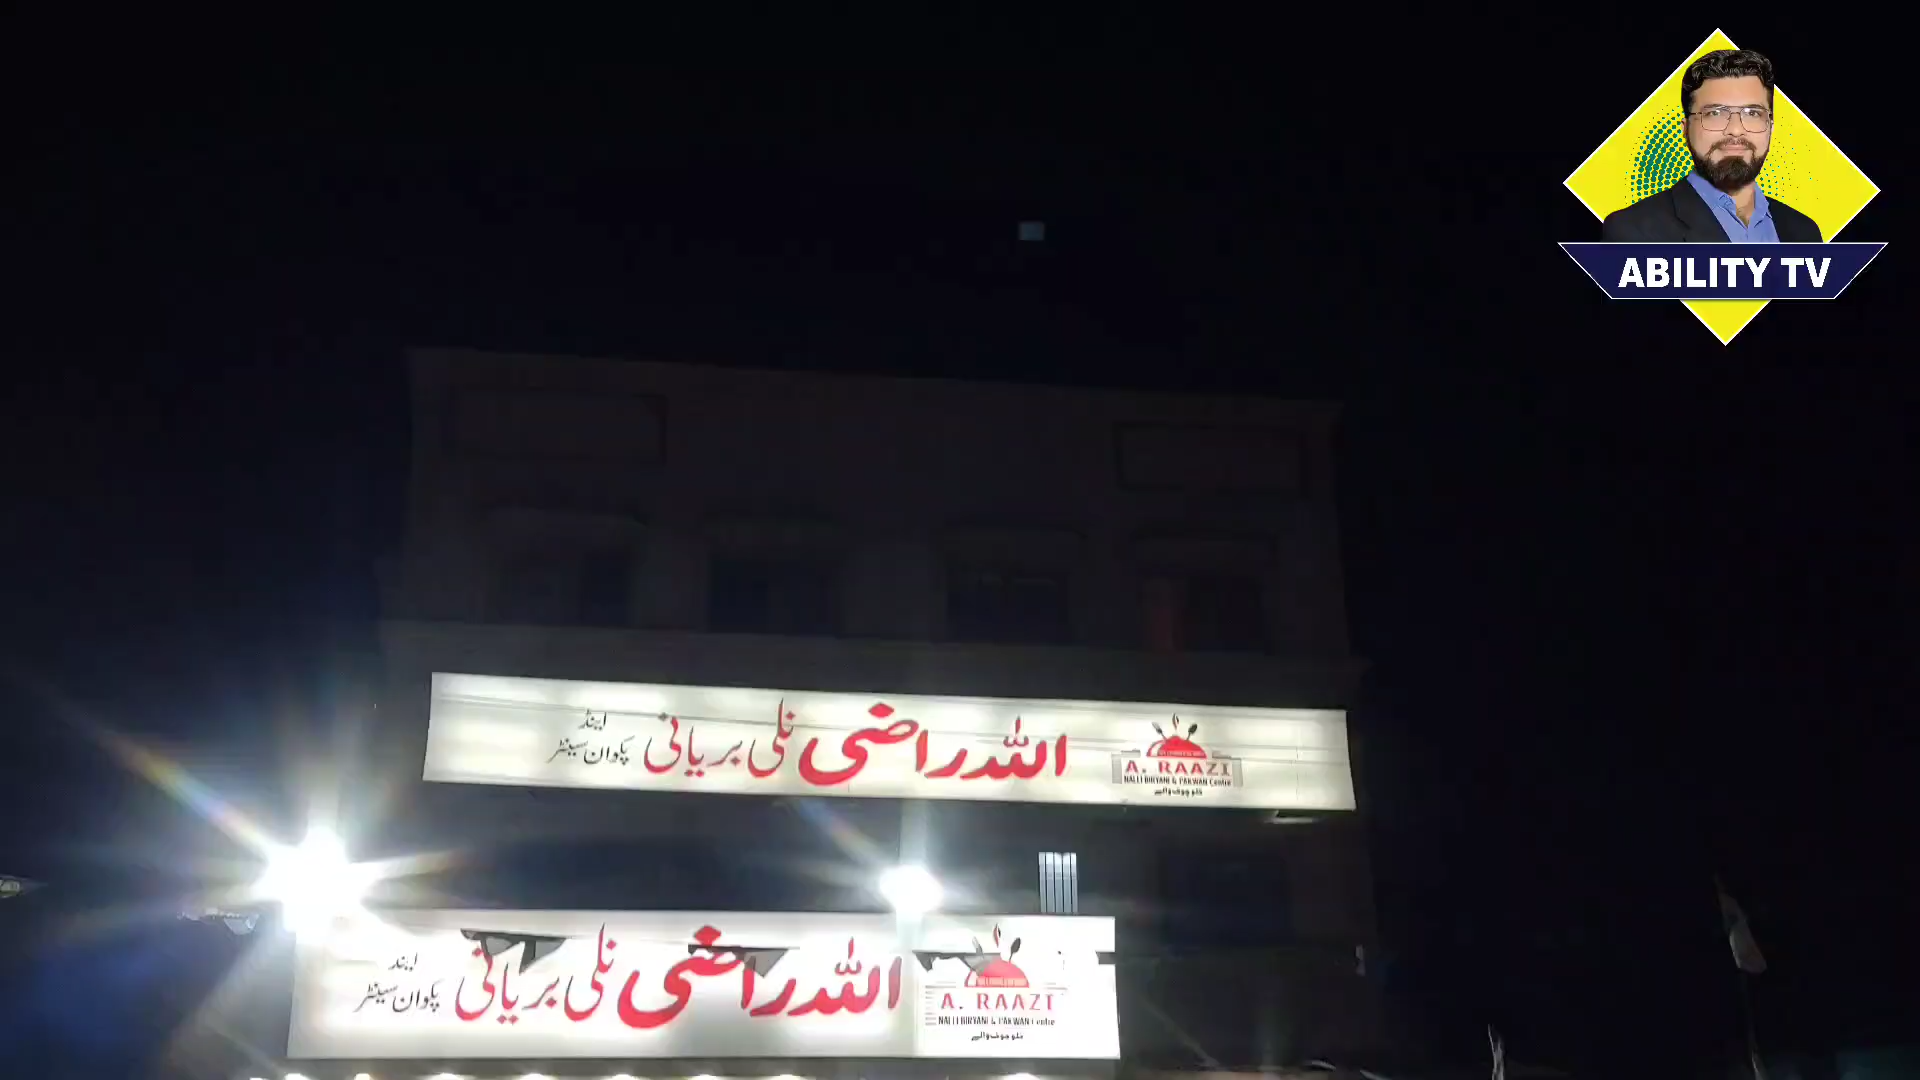 ABILITY TV
اللہ راضی نلی بریانی اینڈ پکوان سینٹر
A. RAAZI
NALLI BIRYANI & PAKWAN Centre
اللہ راضی نلی بریانی اینڈ پکوان سینٹر
A. RAAZI
NALLI BIRYANI & PAKWAN Centre